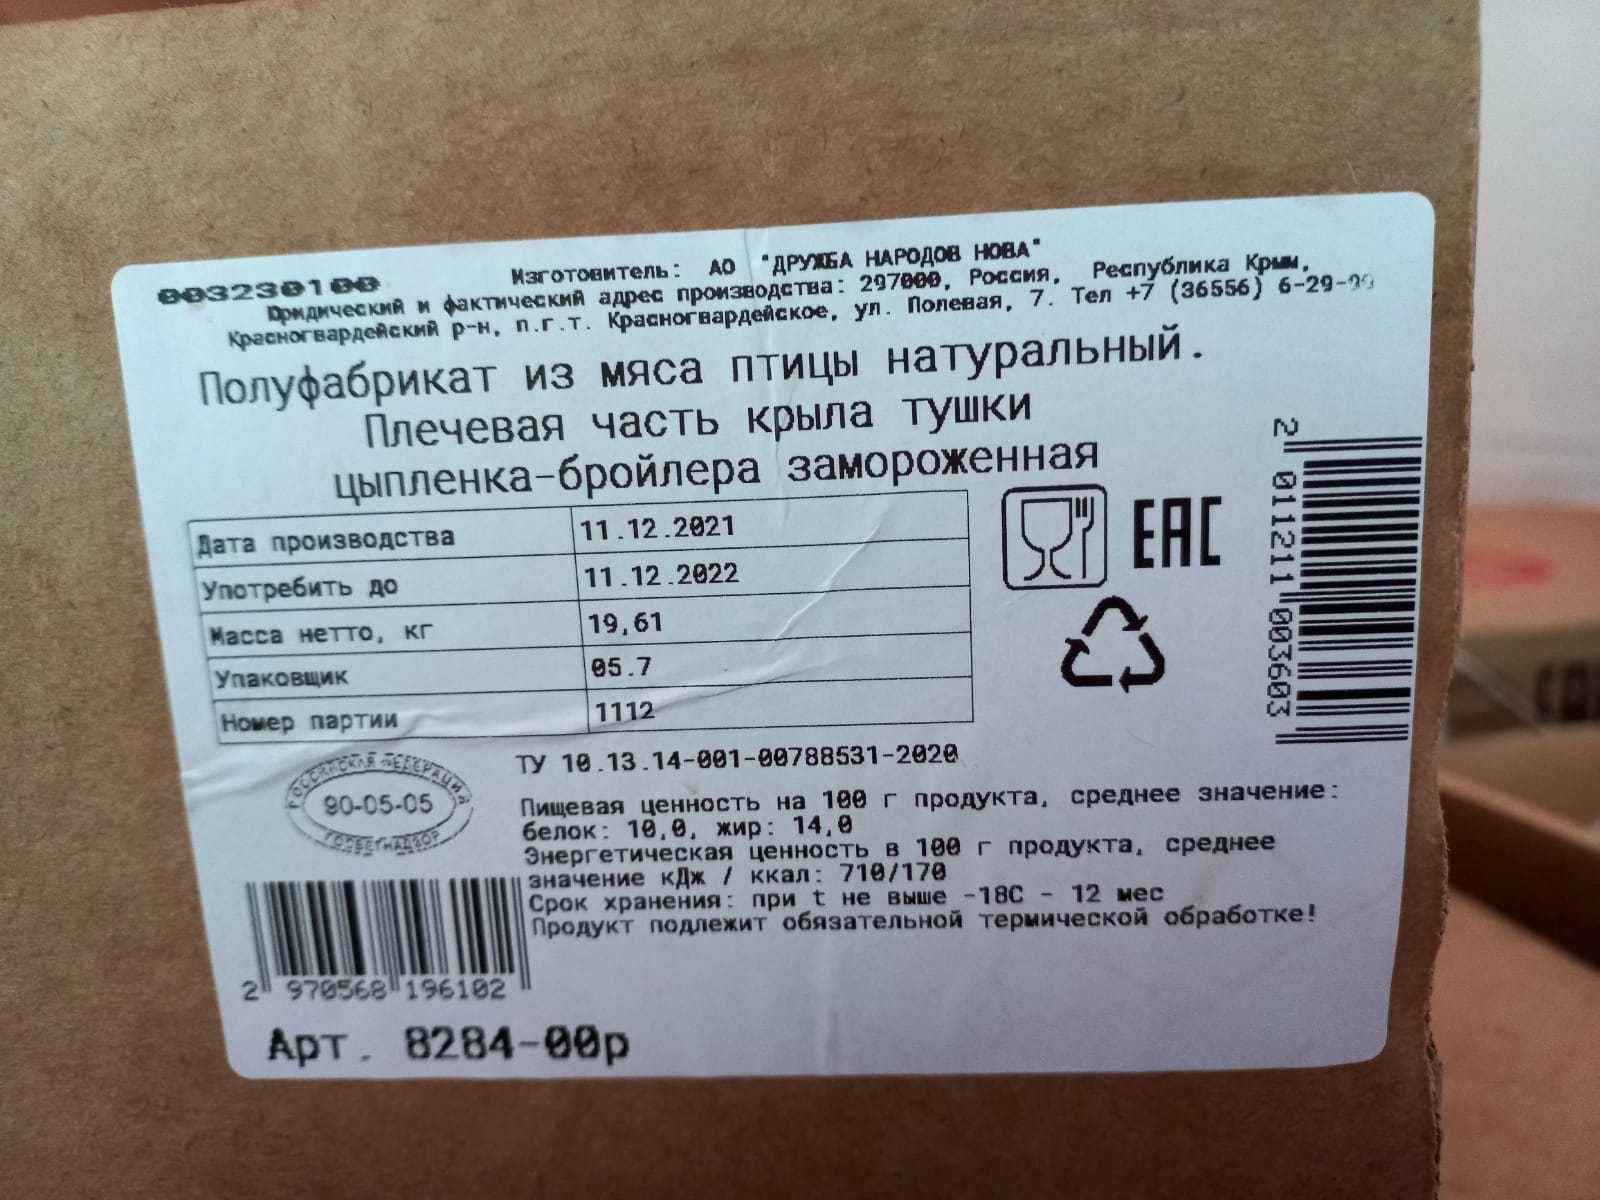 003230100
Изготовитель: АО "ДРУЖБА НАРОДОВ НОВА"
Юридический и фактический адрес производства: 297000, Россия, Республика Крым,
Красногвардейский р-н, п.г.т. Красногвардейское, ул. Полевая, 7. Тел +7 (36556) 6-29-99
Полуфабрикат из мяса птицы натуральный.
Плечевая часть крыла тушки
цыпленка-бройлера замороженная
Дата производства 11.12.2021
Употребить до 11.12.2022
Масса нетто, кг 19,61
Упаковщик 05.7
Номер партии 1112
EAC
2 011211 003603
РОССИЙСКАЯ ФЕДЕРАЦИЯ
90-05-05
ГОСВЕТНАДЗОР
ТУ 10.13.14-001-00788531-2020
Пищевая ценность на 100 г продукта, среднее значение:
белок: 10,0, жир: 14,0
Энергетическая ценность в 100 г продукта, среднее
значение кДж / ккал: 710/170
Срок хранения: при t не выше -18С - 12 мес
Продукт подлежит обязательной термической обработке!
2 970568 196102
Арт. 8284-00р